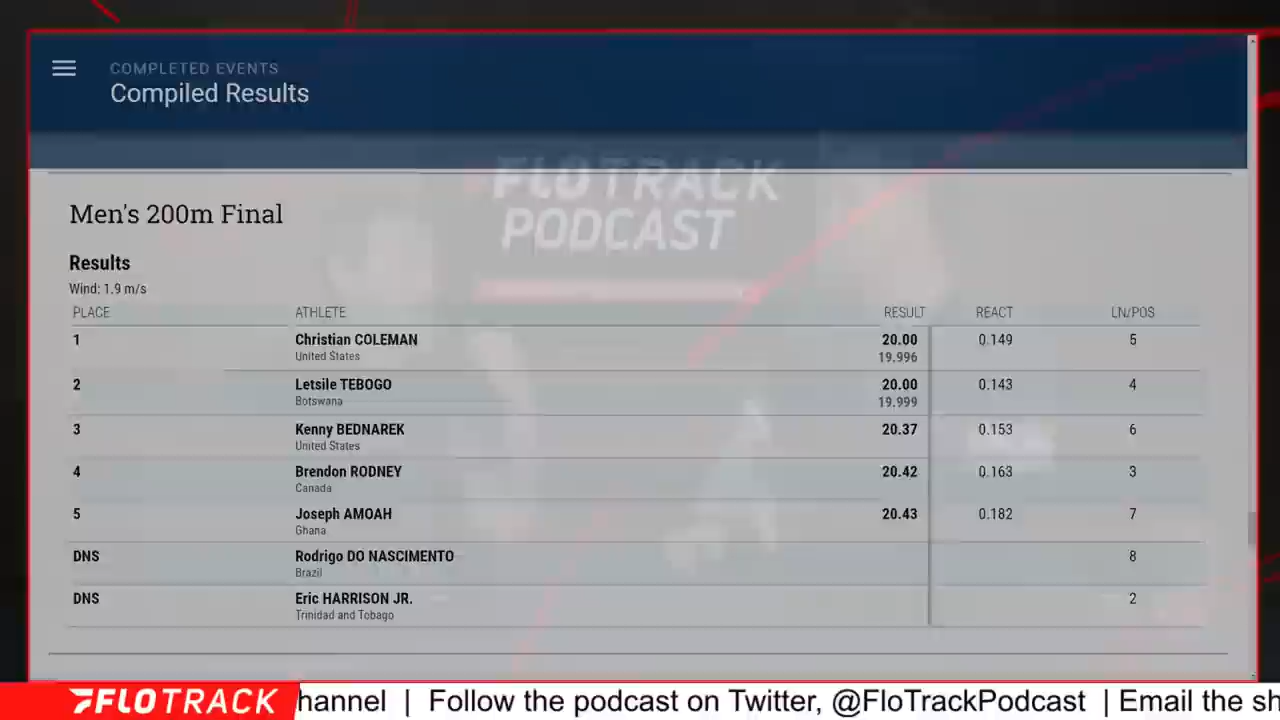 COMPLETED EVENTS
Compiled Results
FLOTRACK
PODCAST
Men's 200m Final
Results
Wind: 1.9 m/s
PLACE ATHLETE RESULT REACT LN/POS
1 Christian COLEMAN 20.00 0.149 5
United States 19.996
2 Letsile TEBOGO 20.00 0.143 4
Botswana 19.999
3 Kenny BEDNAREK 20.37 0.153 6
United States
4 Brendon RODNEY 20.42 0.163 3
Canada
5 Joseph AMOAH 20.43 0.182 7
Ghana
DNS Rodrigo DO NASCIMENTO 8
Brazil
DNS Eric HARRISON JR. 2
Trinidad and Tobago
FLOTRACK hannel | Follow the podcast on Twitter, @FloTrackPodcast | Email the sh